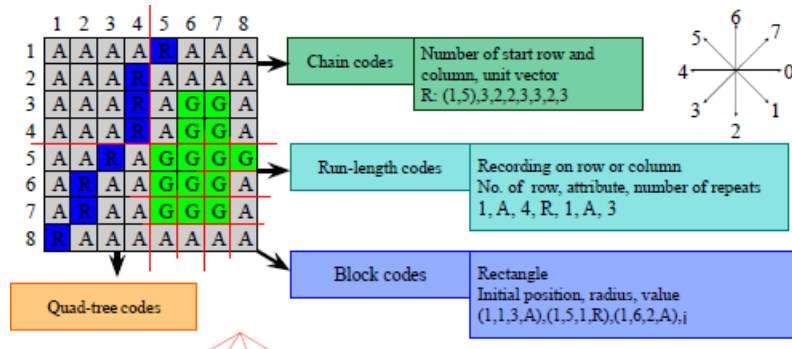 1 2 3 4 5 6 7 8
1 A A A A R A A A
2 A A A R A A A A
3 A A A R A G G A
4 A A A R A G G A
5 A A R A G G G G
6 A R A A G G G A
7 A R A A G G G A
8 R A A A A A A A
Chain codes
Number of start row and
column, unit vector
R: (1,5),3,2,2,3,3,2,3
6
5 7
4 0
3 1
2
Run-length codes
Recording on row or column
No. of row, attribute, number of repeats
1, A, 4, R, 1, A, 3
Block codes
Rectangle
Initial position, radius, value
(1,1,3,A),(1,5,1,R),(1,6,2,A),¡
Quad-tree codes